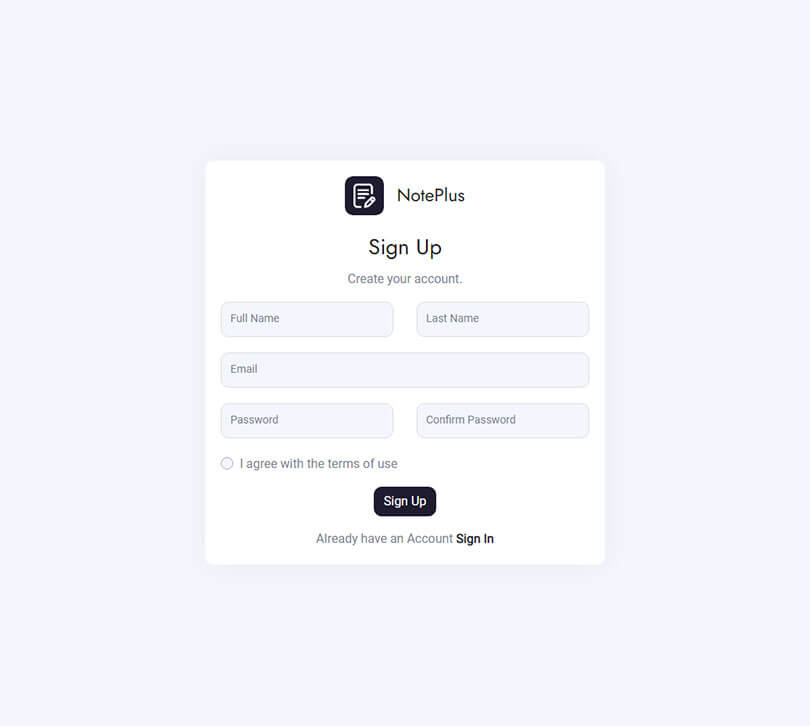 NotePlus
Sign Up
Create your account.
Full Name Last Name
Email
Password Confirm Password
I agree with the terms of use
Sign Up
Already have an Account Sign In